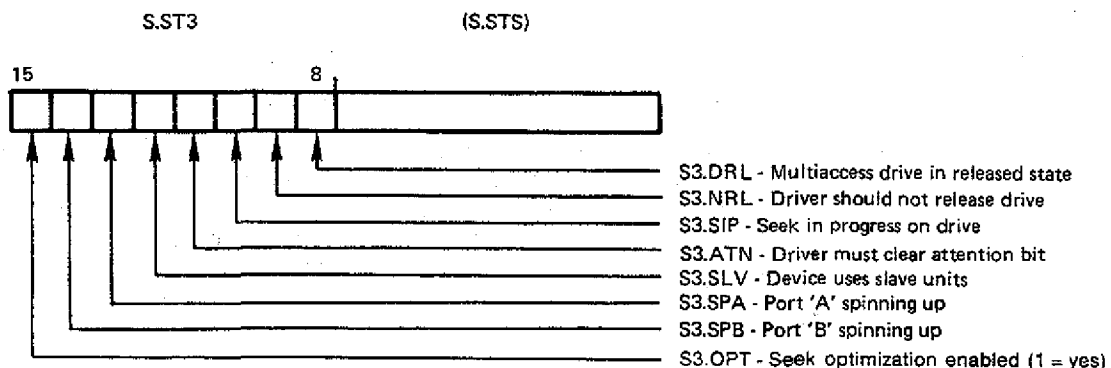 S.ST3 (S.STS)
15 8
S3.DRL - Multiaccess drive in released state
S3.NRL - Driver should not release drive
S3.SIP - Seek in progress on drive
S3.ATN - Driver must clear attention bit
S3.SLV - Device uses slave units
S3.SPA - Port 'A' spinning up
S3.SPB - Port 'B' spinning up
S3.OPT - Seek optimization enabled (1 = yes)